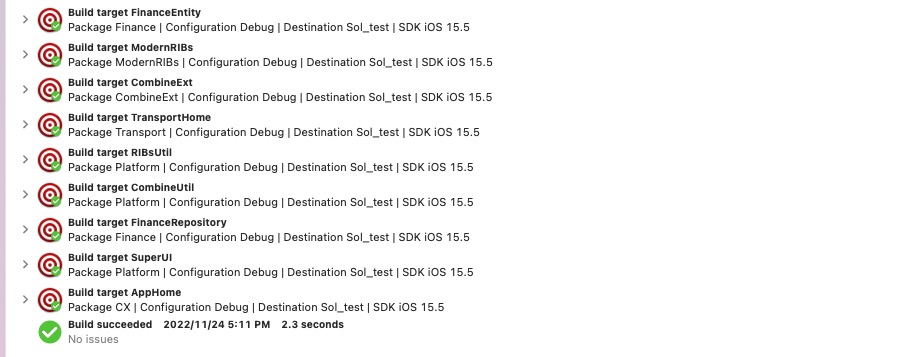 Build target FinanceEntity
Package Finance | Configuration Debug | Destination Sol_test | SDK iOS 15.5
Build target ModernRIBs
Package ModernRIBs | Configuration Debug | Destination Sol_test | SDK iOS 15.5
Build target CombineExt
Package CombineExt | Configuration Debug | Destination Sol_test | SDK iOS 15.5
Build target TransportHome
Package Transport | Configuration Debug | Destination Sol_test | SDK iOS 15.5
Build target RIBsUtil
Package Platform | Configuration Debug | Destination Sol_test | SDK iOS 15.5
Build target CombineUtil
Package Platform | Configuration Debug | Destination Sol_test | SDK iOS 15.5
Build target FinanceRepository
Package Finance | Configuration Debug | Destination Sol_test | SDK iOS 15.5
Build target SuperUI
Package Platform | Configuration Debug | Destination Sol_test | SDK iOS 15.5
Build target AppHome
Package CX | Configuration Debug | Destination Sol_test | SDK iOS 15.5
Build succeeded 2022/11/24 5:11 PM 2.3 seconds
No issues